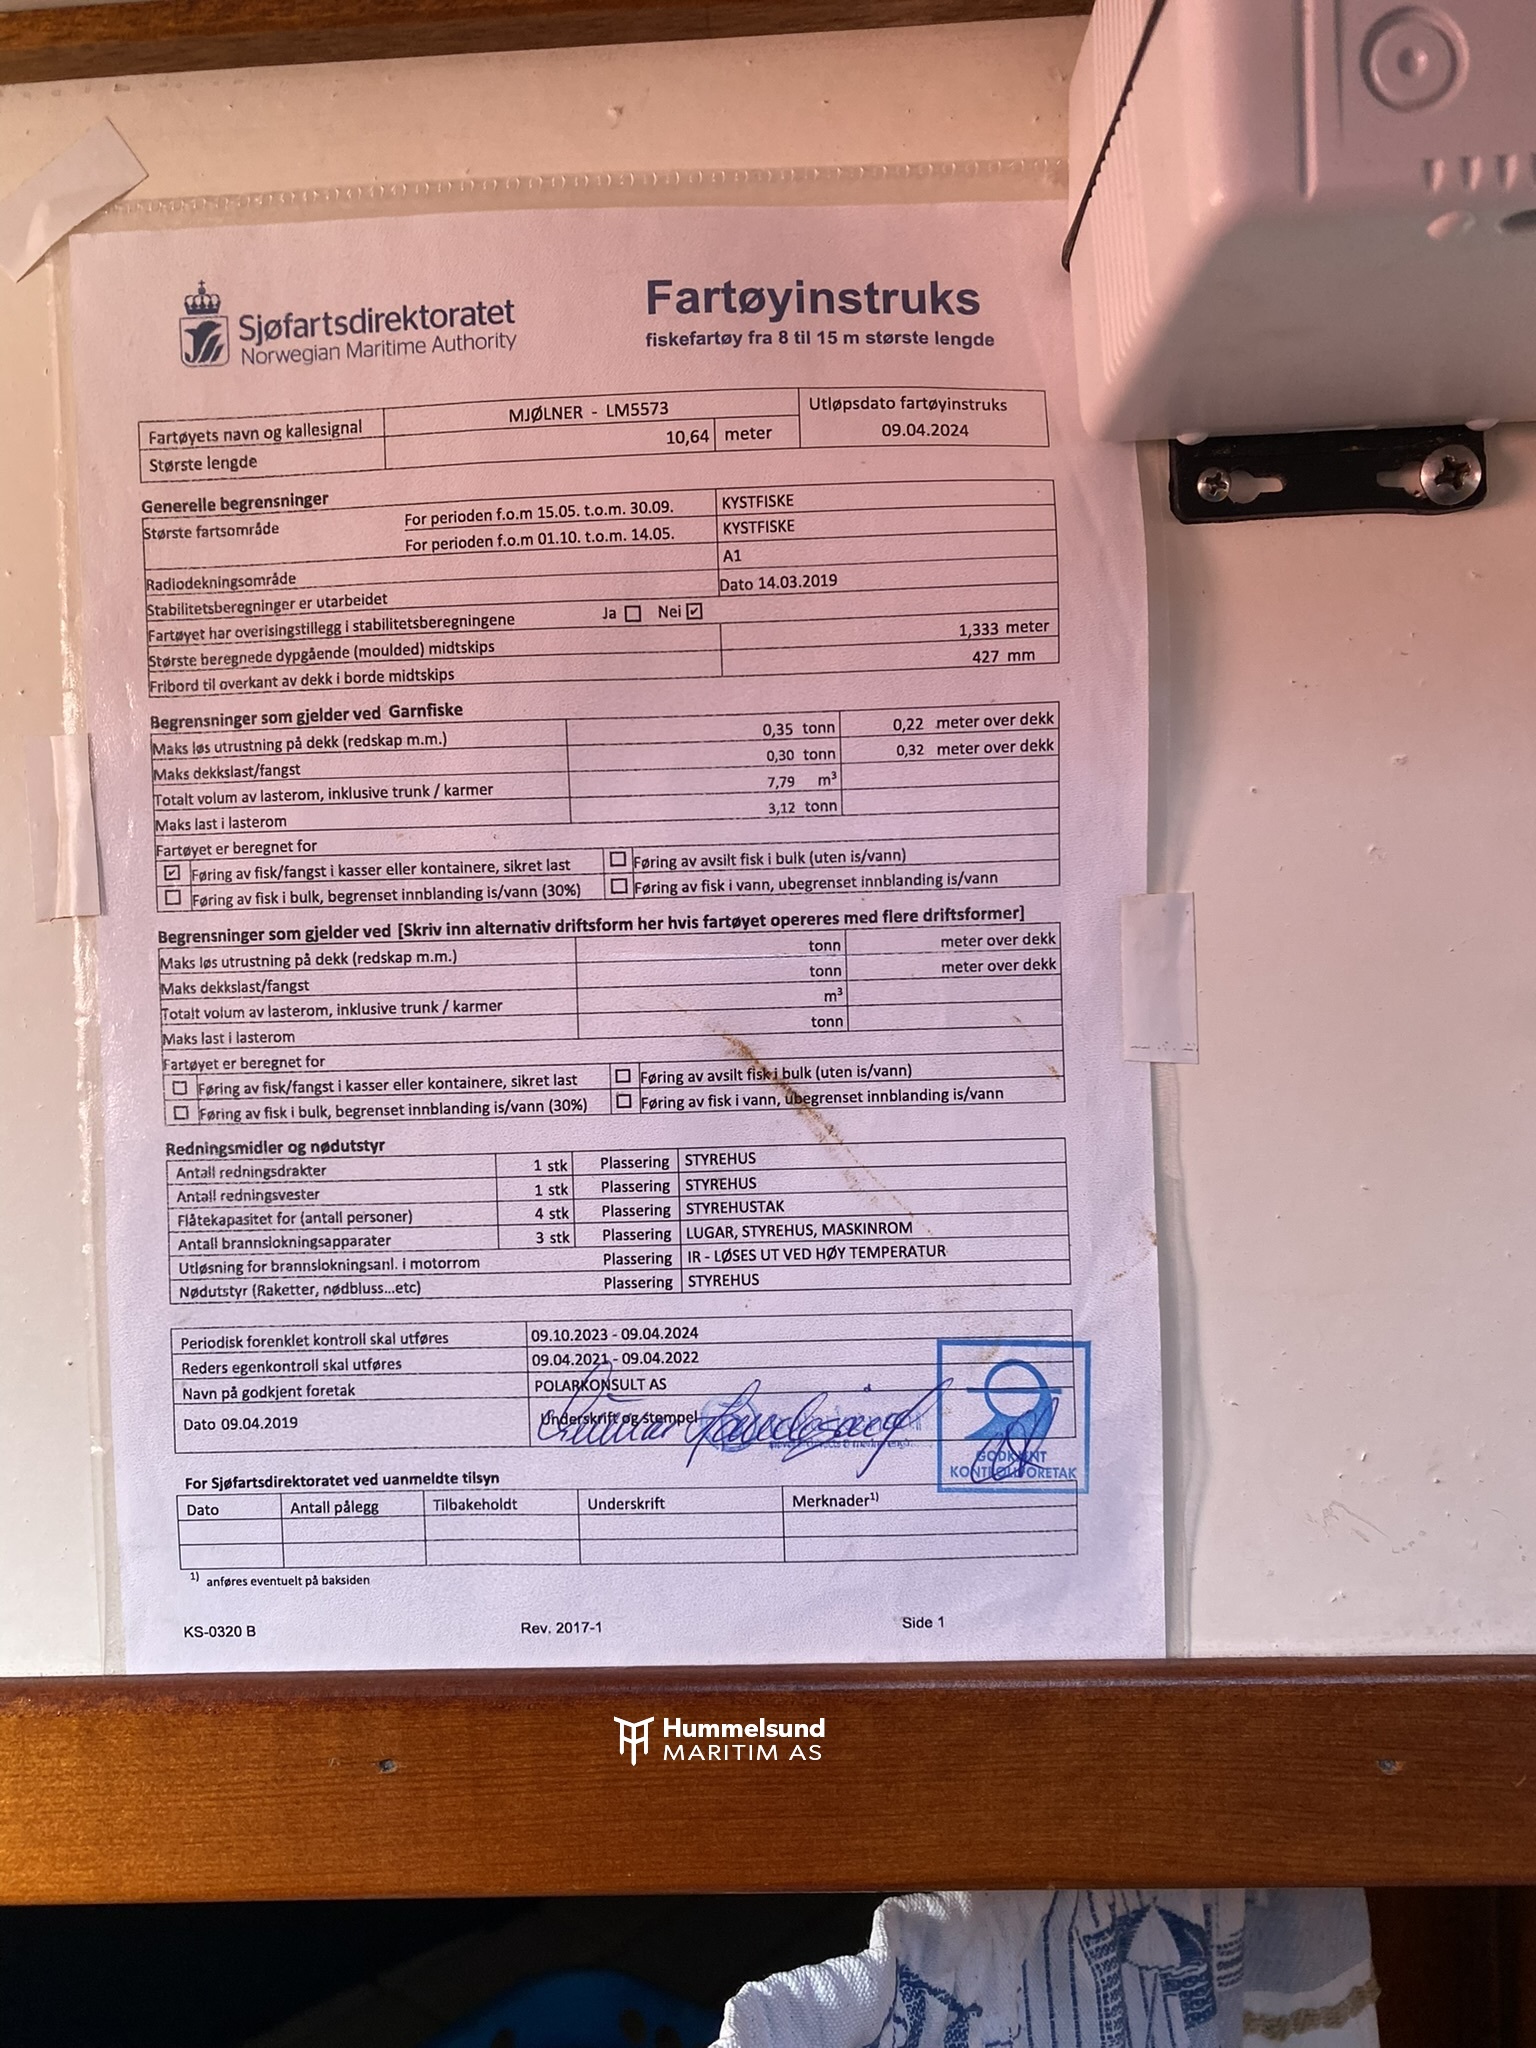 Sjøfartsdirektoratet
Norwegian Maritime Authority
Fartøyinstruks
fiskefartøy fra 8 til 15 m største lengde
Fartøyets navn og kallesignal MJØLNER - LM5573 Utløpsdato fartøyinstruks
Største lengde 10,64 meter 09.04.2024
Generelle begrensninger
Største fartsområde For perioden f.o.m 15.05. t.o.m. 30.09. KYSTFISKE
For perioden f.o.m 01.10. t.o.m. 14.05. KYSTFISKE
Radiodekningsområde A1
Stabilitetsberegninger er utarbeidet Dato 14.03.2019
Fartøyet har overisingstillegg i stabilitetsberegningene Ja ☐ Nei ☑
Største beregnede dypgående (moulded) midtskips 1,333 meter
Fribord til overkant av dekk i borde midtskips 427 mm
Begrensninger som gjelder ved Garnfiske
Maks løs utrustning på dekk (redskap m.m.) 0,35 tonn 0,22 meter over dekk
Maks dekkslast/fangst 0,30 tonn 0,32 meter over dekk
Totalt volum av lasterom, inklusive trunk / karmer 7,79 m³
Maks last i lasterom 3,12 tonn
Fartøyet er beregnet for
☑ Føring av fisk/fangst i kasser eller kontainere, sikret last ☐ Føring av avsilt fisk i bulk (uten is/vann)
☐ Føring av fisk i bulk, begrenset innblanding is/vann (30%) ☐ Føring av fisk i vann, ubegrenset innblanding is/vann
Begrensninger som gjelder ved [Skriv inn alternativ driftsform her hvis fartøyet opereres med flere driftsformer]
Maks løs utrustning på dekk (redskap m.m.) tonn meter over dekk
Maks dekkslast/fangst tonn meter over dekk
Totalt volum av lasterom, inklusive trunk / karmer m³
Maks last i lasterom tonn
Fartøyet er beregnet for
☐ Føring av fisk/fangst i kasser eller kontainere, sikret last ☐ Føring av avsilt fisk i bulk (uten is/vann)
☐ Føring av fisk i bulk, begrenset innblanding is/vann (30%) ☐ Føring av fisk i vann, ubegrenset innblanding is/vann
Redningsmidler og nødutstyr
Antall redningsdrakter 1 stk Plassering STYREHUS
Antall redningsvester 1 stk Plassering STYREHUS
Flåtekapasitet for (antall personer) 4 stk Plassering STYREHUSTAK
Antall brannslokningsapparater 3 stk Plassering LUGAR, STYREHUS, MASKINROM
Utløsning for brannslokningsanl. i motorrom Plassering IR - LØSES UT VED HØY TEMPERATUR
Nødutstyr (Raketter, nødbluss...etc) Plassering STYREHUS
Periodisk forenklet kontroll skal utføres 09.10.2023 - 09.04.2024
Reders egenkontroll skal utføres 09.04.2021 - 09.04.2022
Navn på godkjent foretak POLARKONSULT AS
Dato 09.04.2019 Underskrift og stempel
GODKJENT
KONTROLLFORETAK
For Sjøfartsdirektoratet ved uanmeldte tilsyn
Dato Antall pålegg Tilbakeholdt Underskrift Merknader¹⁾
¹⁾ anføres eventuelt på baksiden
KS-0320 B Rev. 2017-1 Side 1
Hummelsund
MARITIM AS